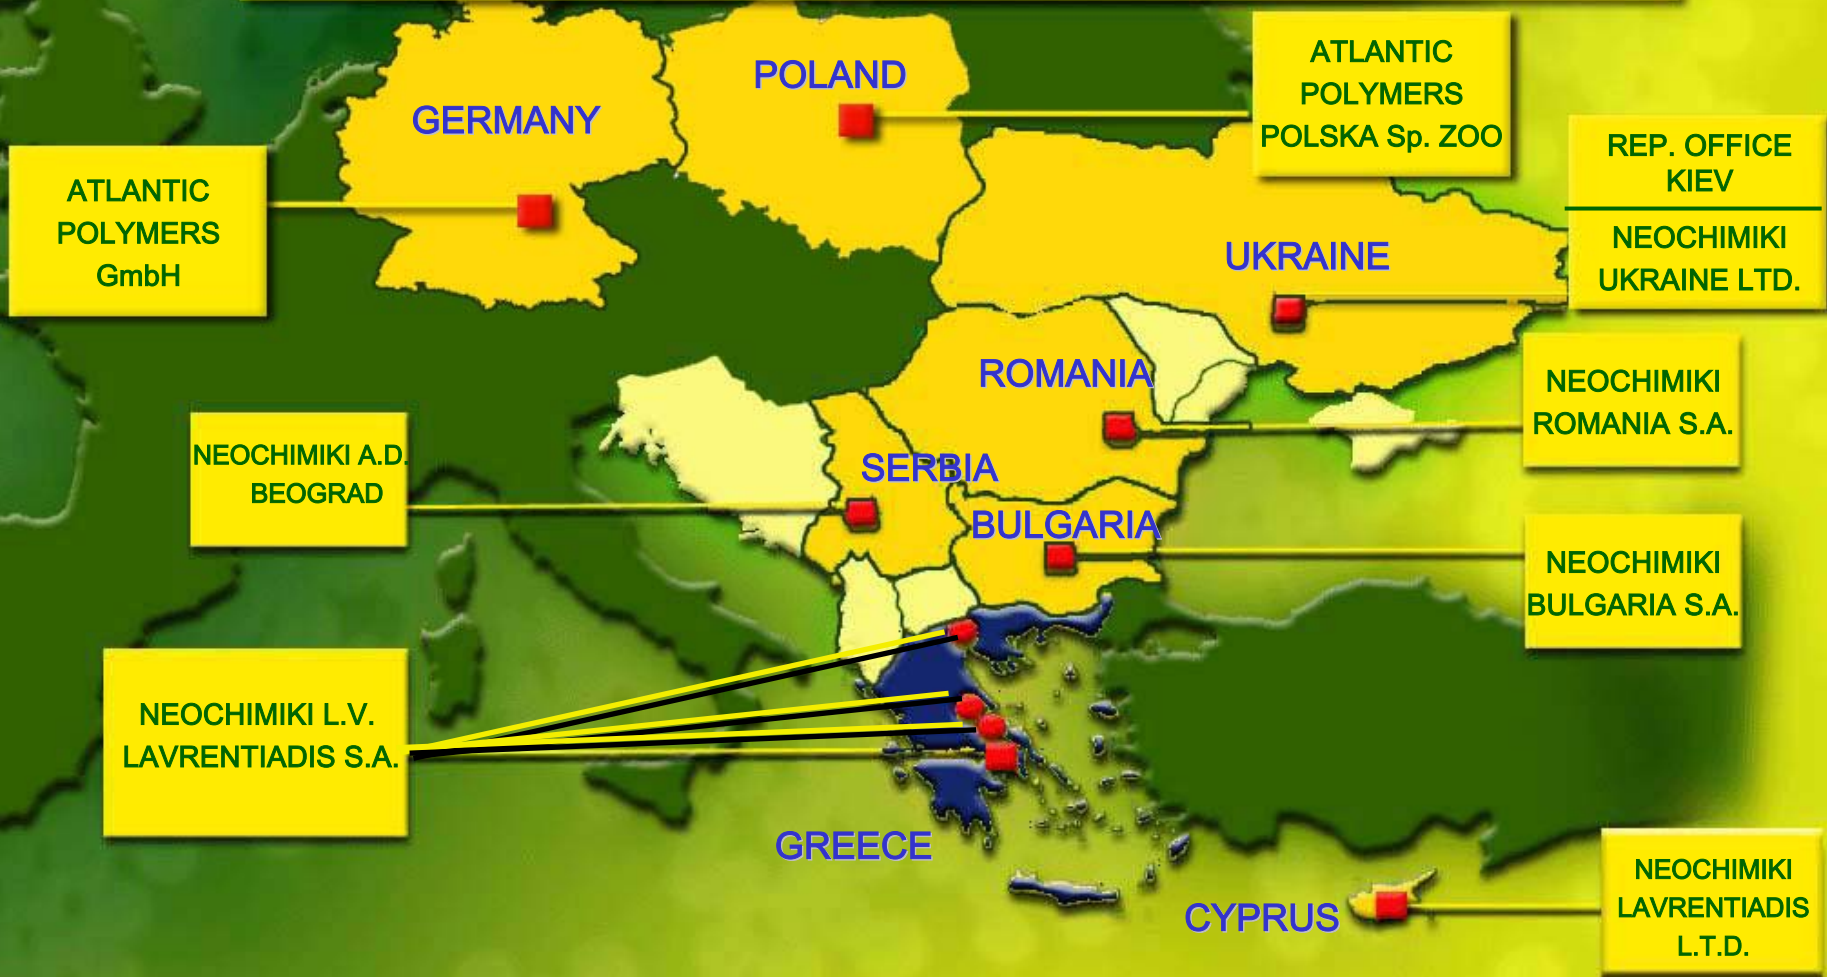 POLAND
GERMANY
ATLANTIC
POLYMERS
POLSKA Sp. ZOO
REP. OFFICE
KIEV
NEOCHIMIKI
UKRAINE LTD.
ATLANTIC
POLYMERS
GmbH
UKRAINE
ROMANIA
NEOCHIMIKI
ROMANIA S.A.
NEOCHIMIKI A.D.
BEOGRAD
SERBIA
BULGARIA
NEOCHIMIKI
BULGARIA S.A.
NEOCHIMIKI L.V.
LAVRENTIADIS S.A.
GREECE
CYPRUS
NEOCHIMIKI
LAVRENTIADIS
L.T.D.